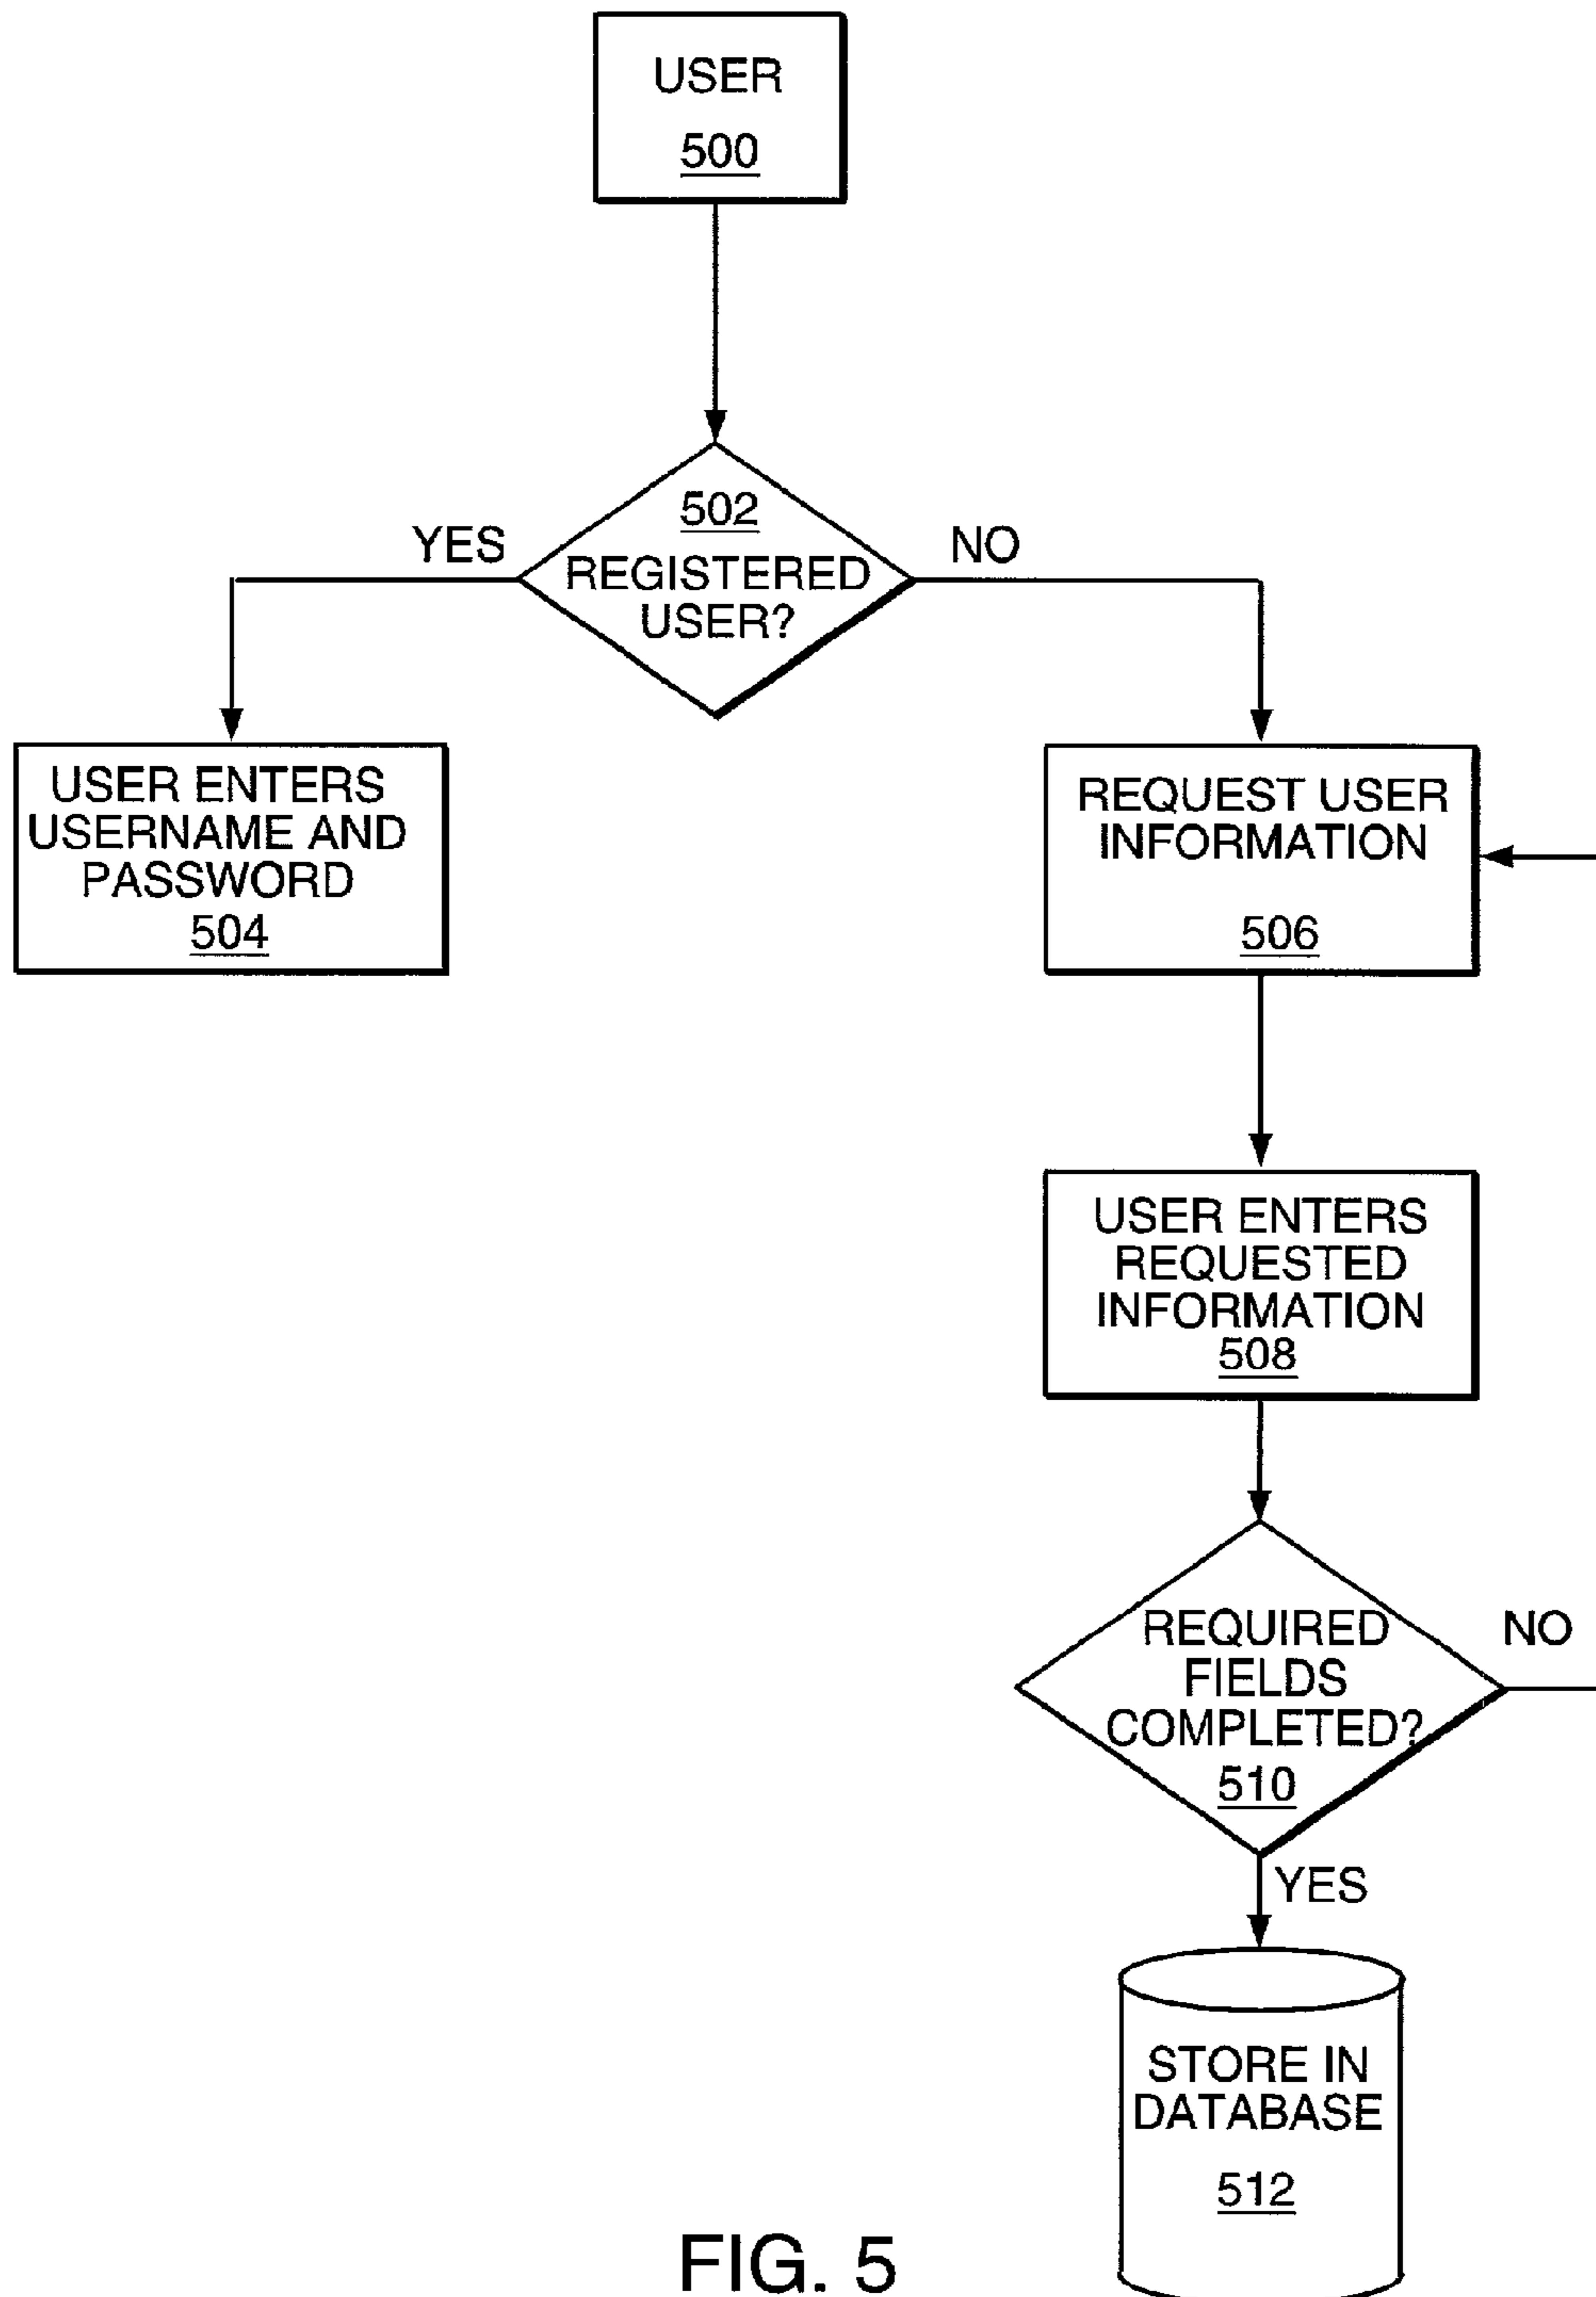 USER
500
502
REGISTERED
USER?
YES
NO
USER ENTERS
USERNAME AND
PASSWORD
504
REQUEST USER
INFORMATION
506
USER ENTERS
REQUESTED
INFORMATION
508
REQUIRED
FIELDS
COMPLETED?
510
NO
YES
STORE IN
DATABASE
512
FIG. 5